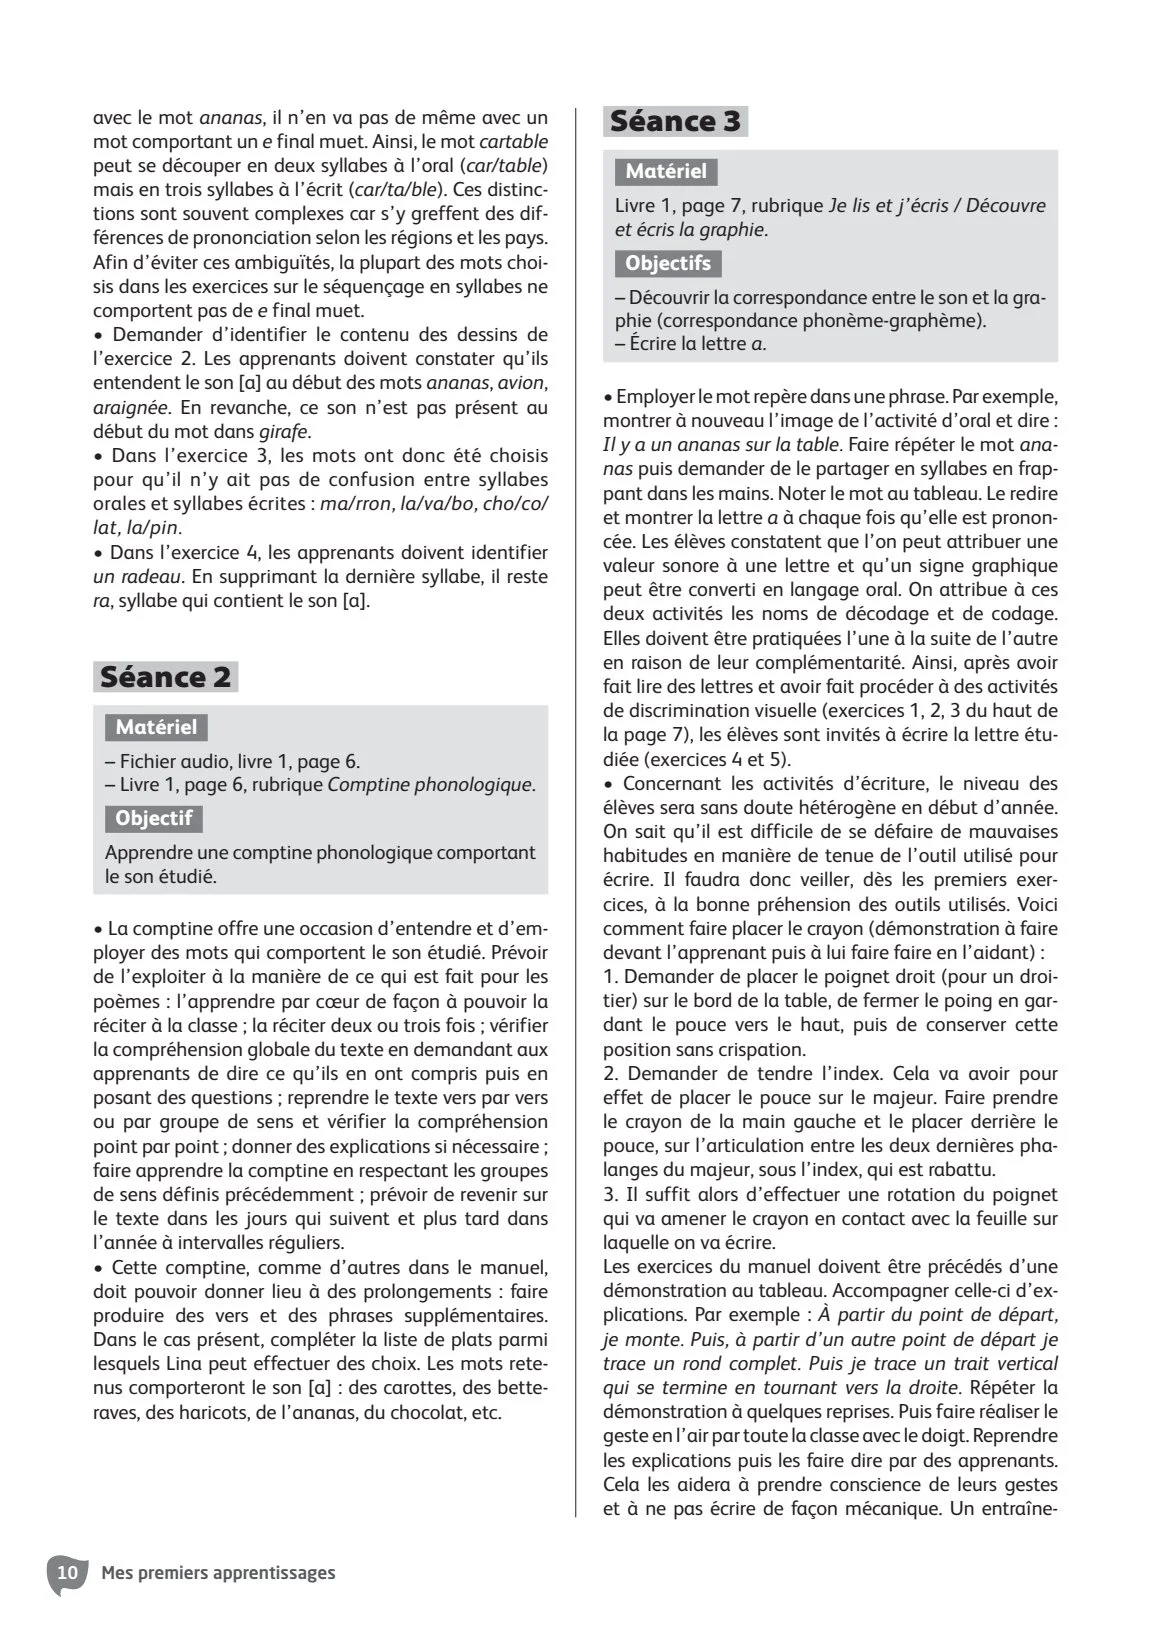 avec le mot ananas, il n’en va pas de même avec un
mot comportant un e final muet. Ainsi, le mot cartable
peut se découper en deux syllabes à l’oral (car/table)
mais en trois syllabes à l’écrit (car/ta/ble). Ces distinc-
tions sont souvent complexes car s’y greffent des dif-
férences de prononciation selon les régions et les pays.
Afin d’éviter ces ambiguïtés, la plupart des mots choi-
sis dans les exercices sur le séquençage en syllabes ne
comportent pas de e final muet.
• Demander d’identifier le contenu des dessins de
l’exercice 2. Les apprenants doivent constater qu’ils
entendent le son [a] au début des mots ananas, avion,
araignée. En revanche, ce son n’est pas présent au
début du mot dans girafe.
• Dans l’exercice 3, les mots ont donc été choisis
pour qu’il n’y ait pas de confusion entre syllabes
orales et syllabes écrites : ma/rron, la/va/bo, cho/co/
lat, la/pin.
• Dans l’exercice 4, les apprenants doivent identifier
un radeau. En supprimant la dernière syllabe, il reste
ra, syllabe qui contient le son [a].
Séance 2
Matériel
– Fichier audio, livre 1, page 6.
– Livre 1, page 6, rubrique Comptine phonologique.
Objectif
Apprendre une comptine phonologique comportant
le son étudié.
• La comptine offre une occasion d’entendre et d’em-
ployer des mots qui comportent le son étudié. Prévoir
de l’exploiter à la manière de ce qui est fait pour les
poèmes : l’apprendre par cœur de façon à pouvoir la
réciter à la classe ; la réciter deux ou trois fois ; vérifier
la compréhension globale du texte en demandant aux
apprenants de dire ce qu’ils en ont compris puis en
posant des questions ; reprendre le texte vers par vers
ou par groupe de sens et vérifier la compréhension
point par point ; donner des explications si nécessaire ;
faire apprendre la comptine en respectant les groupes
de sens définis précédemment ; prévoir de revenir sur
le texte dans les jours qui suivent et plus tard dans
l’année à intervalles réguliers.
• Cette comptine, comme d’autres dans le manuel,
doit pouvoir donner lieu à des prolongements : faire
produire des vers et des phrases supplémentaires.
Dans le cas présent, compléter la liste de plats parmi
lesquels Lina peut effectuer des choix. Les mots rete-
nus comporteront le son [a] : des carottes, des bette-
raves, des haricots, de l’ananas, du chocolat, etc.
Séance 3
Matériel
Livre 1, page 7, rubrique Je lis et j’écris / Découvre
et écris la graphie.
Objectifs
– Découvrir la correspondance entre le son et la gra-
phie (correspondance phonème-graphème).
– Écrire la lettre a.
• Employer le mot repère dans une phrase. Par exemple,
montrer à nouveau l’image de l’activité d’oral et dire :
Il y a un ananas sur la table. Faire répéter le mot ana-
nas puis demander de le partager en syllabes en frap-
pant dans les mains. Noter le mot au tableau. Le redire
et montrer la lettre a à chaque fois qu’elle est pronon-
cée. Les élèves constatent que l’on peut attribuer une
valeur sonore à une lettre et qu’un signe graphique
peut être converti en langage oral. On attribue à ces
deux activités les noms de décodage et de codage.
Elles doivent être pratiquées l’une à la suite de l’autre
en raison de leur complémentarité. Ainsi, après avoir
fait lire des lettres et avoir fait procéder à des activités
de discrimination visuelle (exercices 1, 2, 3 du haut de
la page 7), les élèves sont invités à écrire la lettre étu-
diée (exercices 4 et 5).
• Concernant les activités d’écriture, le niveau des
élèves sera sans doute hétérogène en début d’année.
On sait qu’il est difficile de se défaire de mauvaises
habitudes en manière de tenue de l’outil utilisé pour
écrire. Il faudra donc veiller, dès les premiers exer-
cices, à la bonne préhension des outils utilisés. Voici
comment faire placer le crayon (démonstration à faire
devant l’apprenant puis à lui faire faire en l’aidant) :
1. Demander de placer le poignet droit (pour un droi-
tier) sur le bord de la table, de fermer le poing en gar-
dant le pouce vers le haut, puis de conserver cette
position sans crispation.
2. Demander de tendre l’index. Cela va avoir pour
effet de placer le pouce sur le majeur. Faire prendre
le crayon de la main gauche et le placer derrière le
pouce, sur l’articulation entre les deux dernières pha-
langes du majeur, sous l’index, qui est rabattu.
3. Il suffit alors d’effectuer une rotation du poignet
qui va amener le crayon en contact avec la feuille sur
laquelle on va écrire.
Les exercices du manuel doivent être précédés d’une
démonstration au tableau. Accompagner celle-ci d’ex-
plications. Par exemple : À partir du point de départ,
je monte. Puis, à partir d’un autre point de départ je
trace un rond complet. Puis je trace un trait vertical
qui se termine en tournant vers la droite. Répéter la
démonstration à quelques reprises. Puis faire réaliser le
geste en l’air par toute la classe avec le doigt. Reprendre
les explications puis les faire dire par des apprenants.
Cela les aidera à prendre conscience de leurs gestes
et à ne pas écrire de façon mécanique. Un entraîne-
10 Mes premiers apprentissages